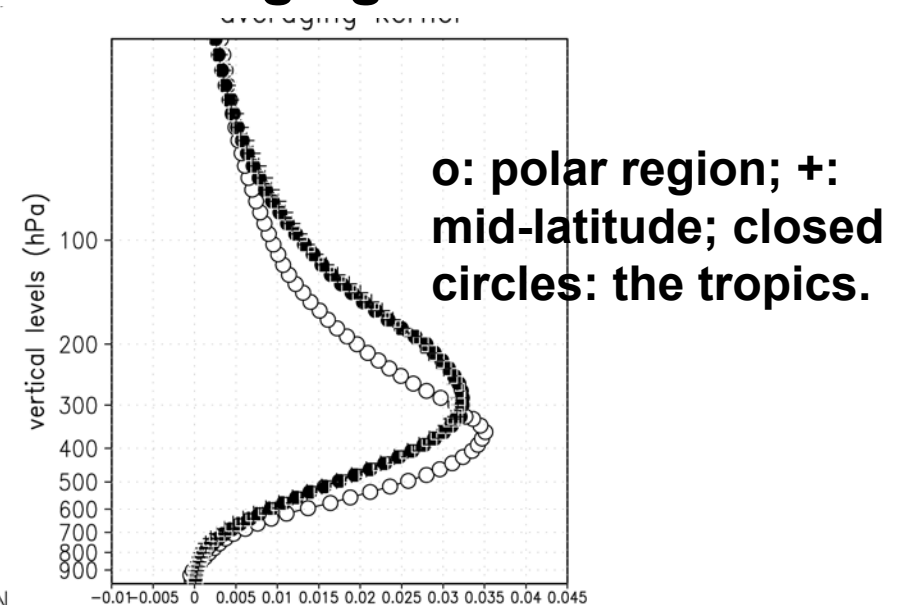 averaging kernel
o: polar region; +:
mid-latitude; closed
circles: the tropics.
vertical levels (hPa)
100
200
300
400
500
600
700
800
900
-0.01 -0.005 0 0.005 0.01 0.015 0.02 0.025 0.03 0.035 0.04 0.045